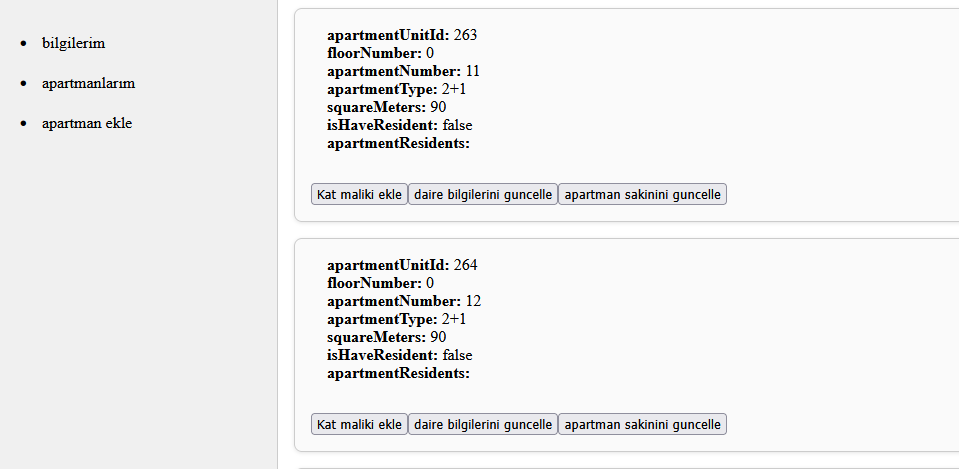 bilgilerim
apartmanlarım
apartman ekle
apartmentUnitId: 263
floorNumber: 0
apartmentNumber: 11
apartmentType: 2+1
squareMeters: 90
isHaveResident: false
apartmentResidents:
Kat maliki ekle daire bilgilerini guncelle apartman sakinini guncelle
apartmentUnitId: 264
floorNumber: 0
apartmentNumber: 12
apartmentType: 2+1
squareMeters: 90
isHaveResident: false
apartmentResidents:
Kat maliki ekle daire bilgilerini guncelle apartman sakinini guncelle